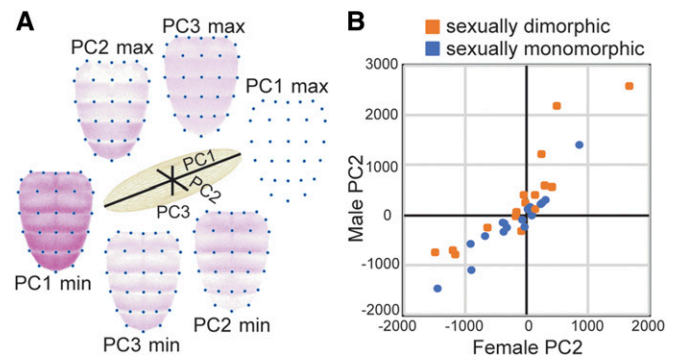 A
PC3 max
PC2 max
PC1 max
PC1
PC2
PC3
PC1 min
PC2 min
PC3 min
B
sexually dimorphic
sexually monomorphic
3000
2000
1000
0
-1000
-2000
-2000 -1000 0 1000 2000
Male PC2
Female PC2